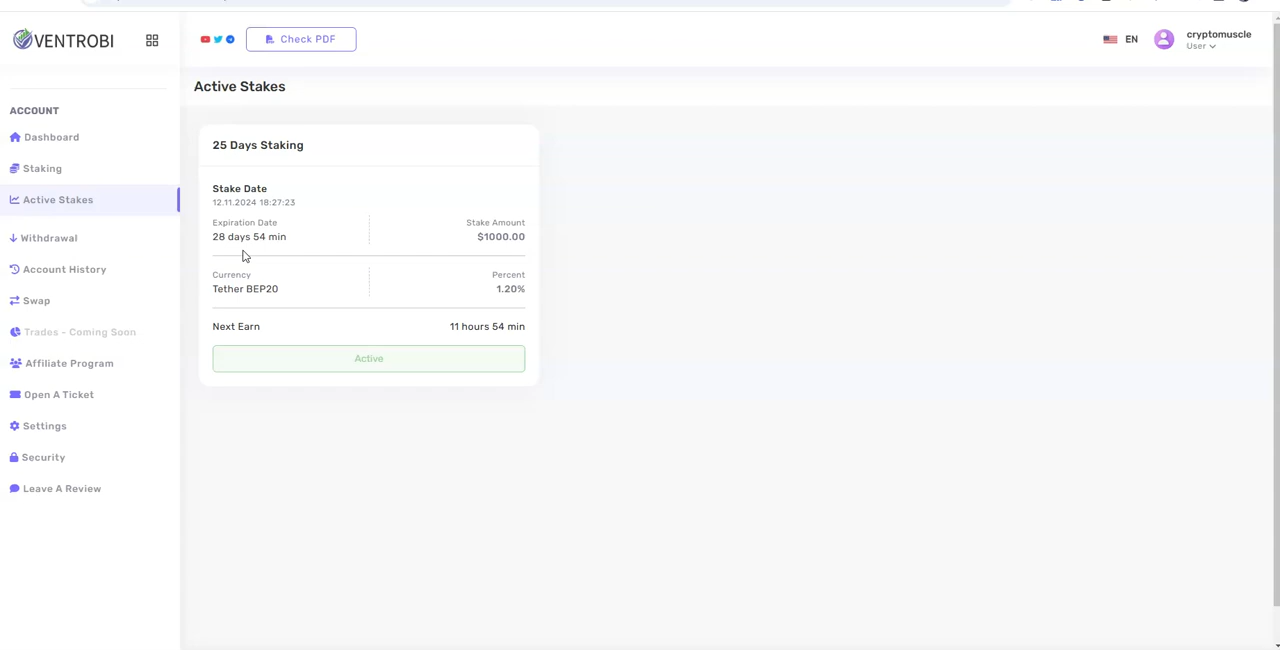 VENTROBI
Check PDF
EN
cryptomuscle
User
Active Stakes
ACCOUNT
Dashboard
Staking
Active Stakes
Withdrawal
Account History
Swap
Trades - Coming Soon
Affiliate Program
Open A Ticket
Settings
Security
Leave A Review
25 Days Staking
Stake Date
12.11.2024 18:27:23
Expiration Date
Stake Amount
28 days 54 min
$1000.00
Currency
Percent
Tether BEP20
1.20%
Next Earn
11 hours 54 min
Active